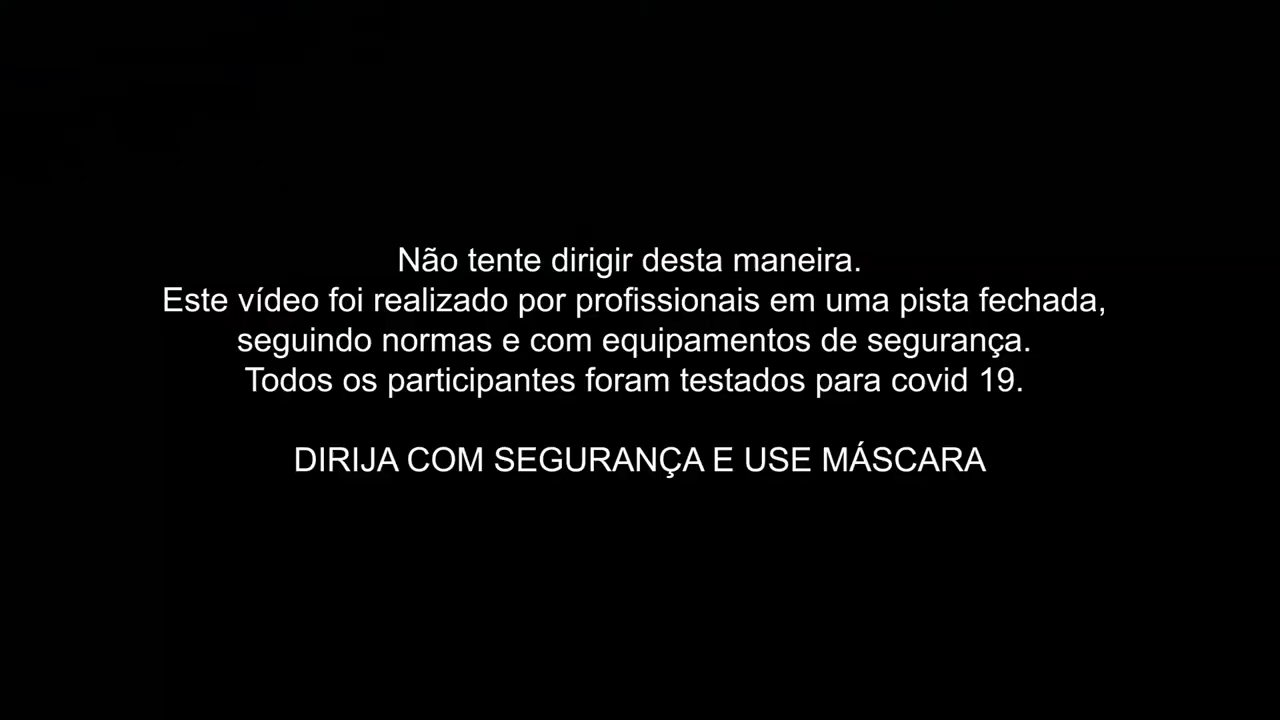 Não tente dirigir desta maneira.
Este vídeo foi realizado por profissionais em uma pista fechada,
seguindo normas e com equipamentos de segurança.
Todos os participantes foram testados para covid 19.
DIRIJA COM SEGURANÇA E USE MÁSCARA